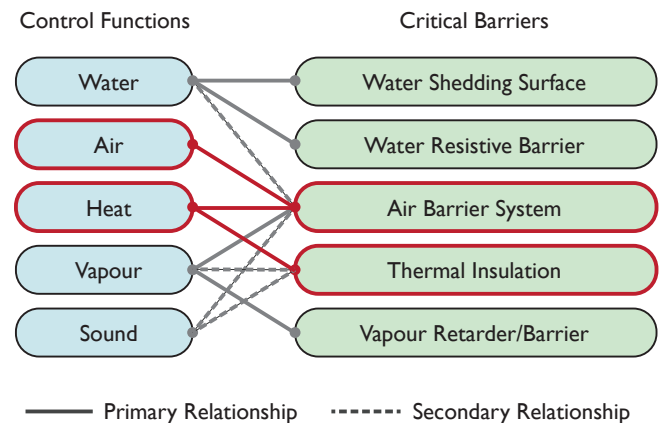 Control Functions
Critical Barriers
Water
Water Shedding Surface
Air
Water Resistive Barrier
Heat
Air Barrier System
Vapour
Thermal Insulation
Sound
Vapour Retarder/Barrier
Primary Relationship
Secondary Relationship